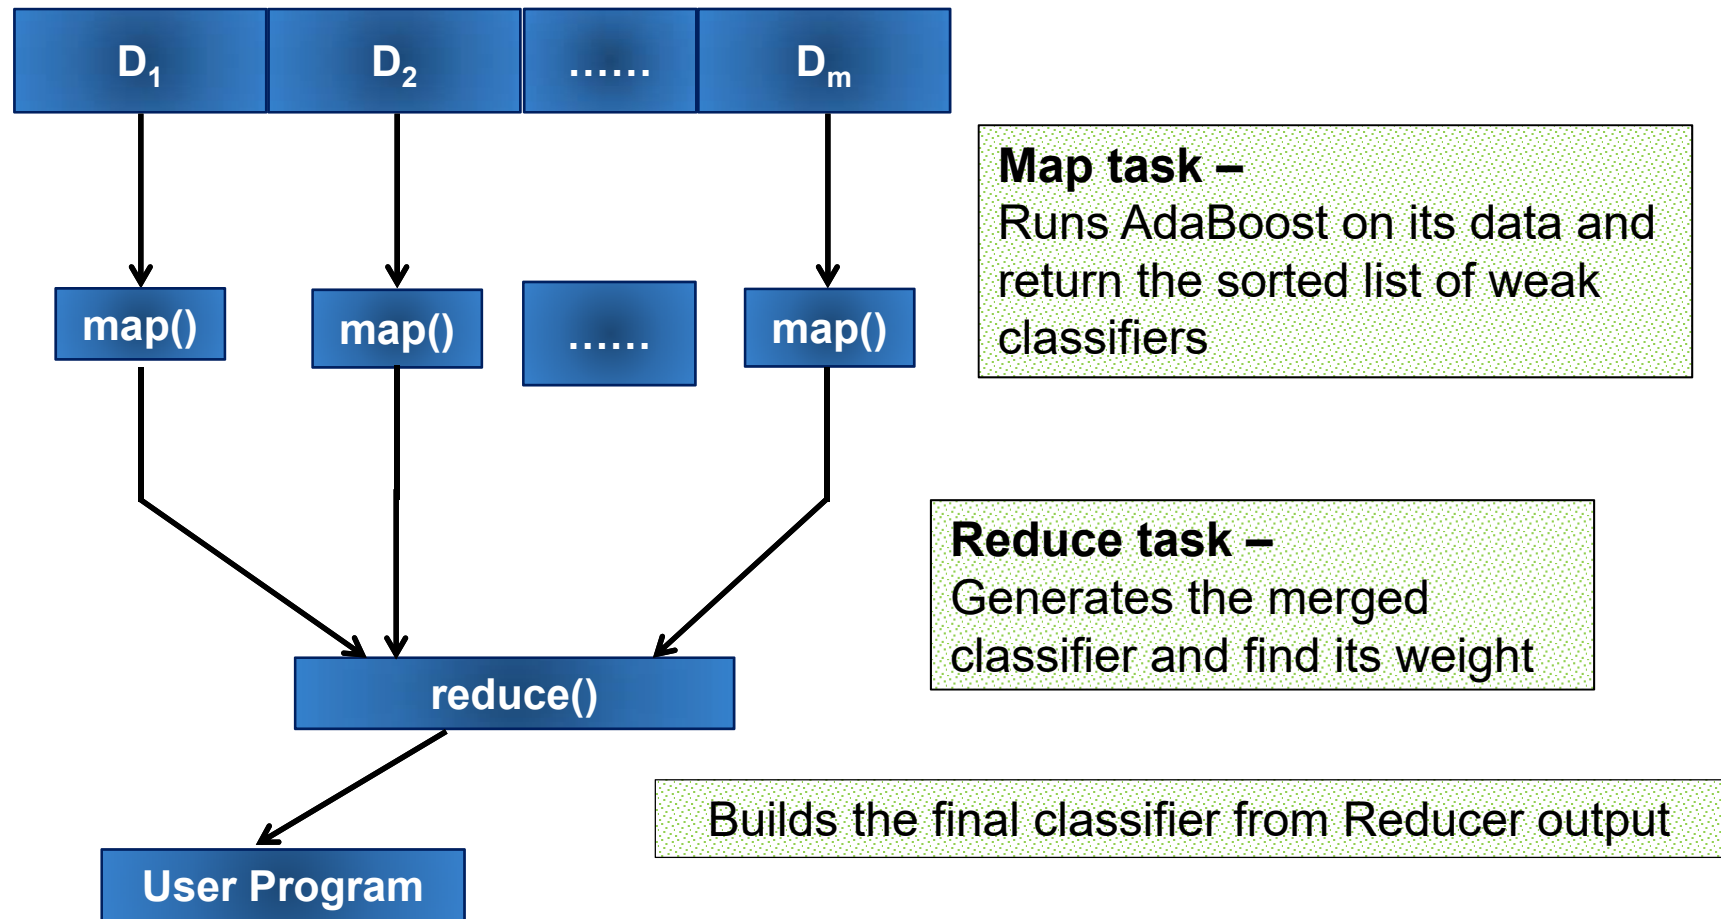 D₁ D₂ ...... Dₘ
Map task –
Runs AdaBoost on its data and
return the sorted list of weak
classifiers
map() map() ...... map()
Reduce task –
Generates the merged
classifier and find its weight
reduce()
Builds the final classifier from Reducer output
User Program